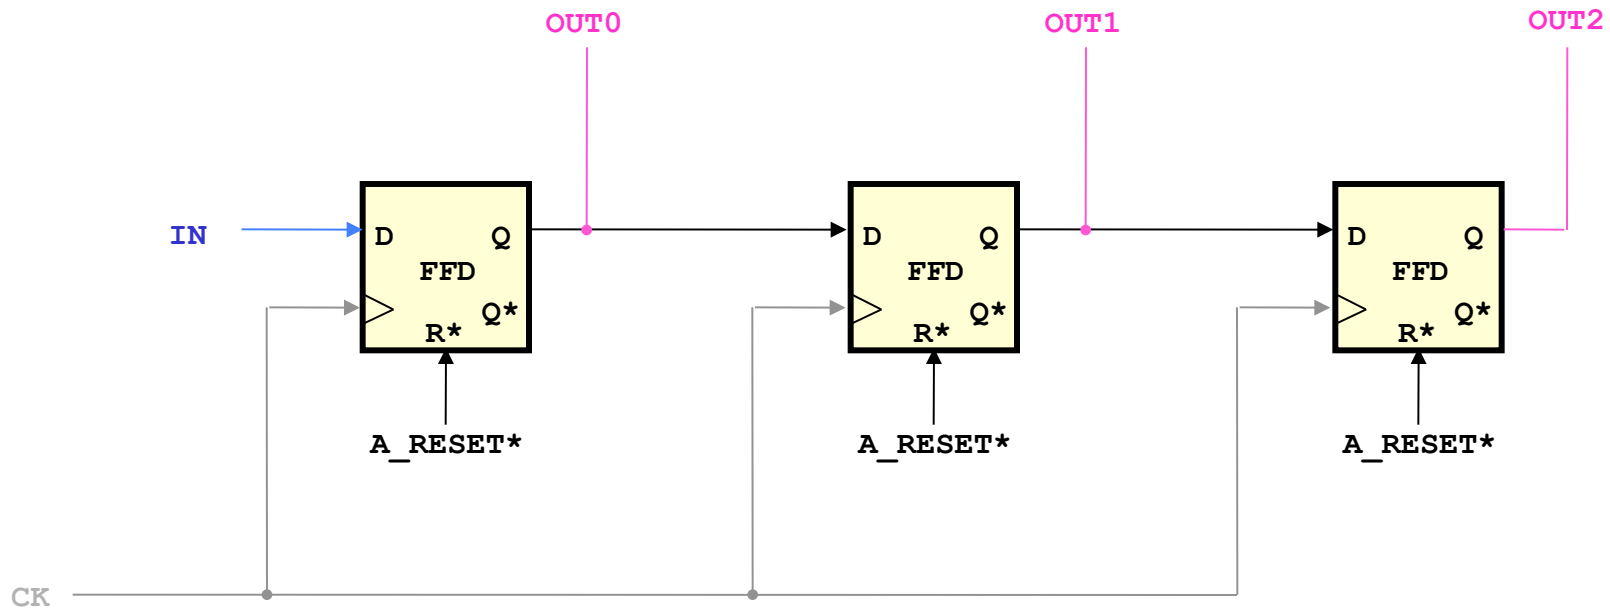 OUT0 OUT1 OUT2
IN D Q D Q D Q
FFD FFD FFD
Q* Q* Q*
R* R* R*
A_RESET* A_RESET* A_RESET*
CK